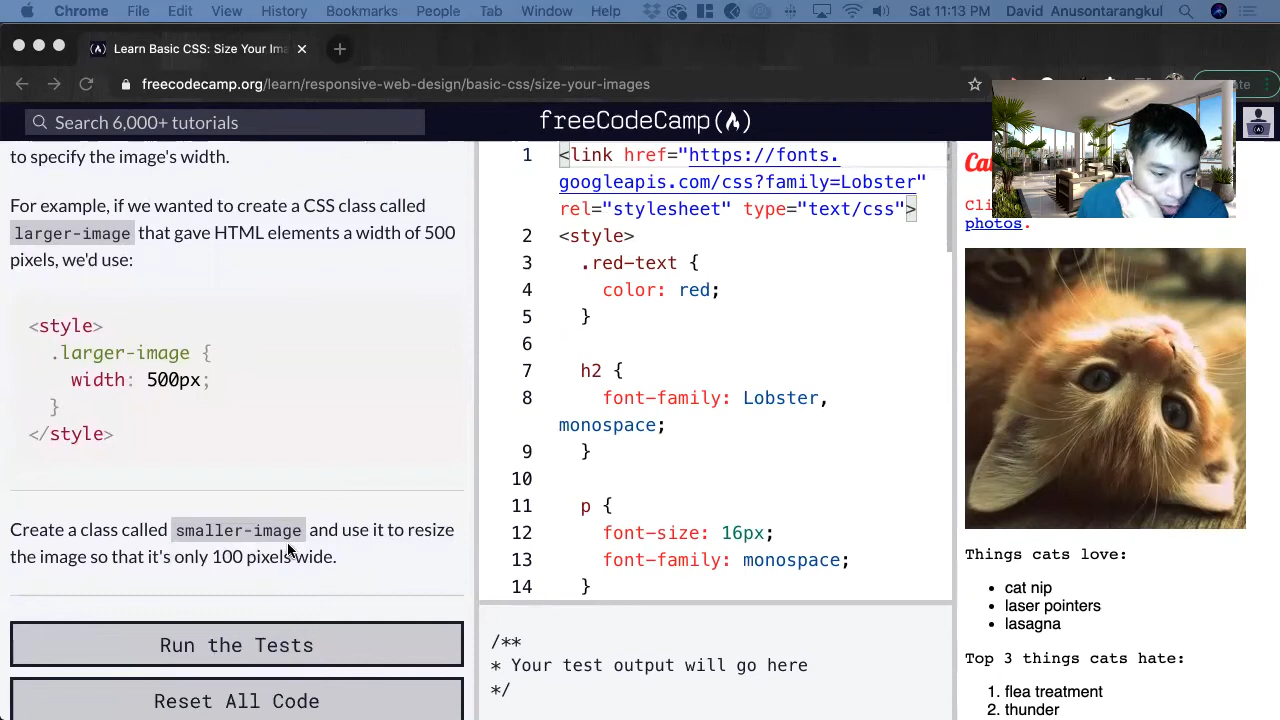 Chrome File Edit View History Bookmarks People Tab Window Help Sat 11:13 PM David Anusontarangkul
Learn Basic CSS: Size Your Ima
freecodecamp.org/learn/responsive-web-design/basic-css/size-your-images
Search 6,000+ tutorials
freeCodeCamp(🔥)
to specify the image's width.
For example, if we wanted to create a CSS class called
larger-image that gave HTML elements a width of 500
pixels, we'd use:
<style>
.larger-image {
width: 500px;
}
</style>
Create a class called smaller-image and use it to resize
the image so that it's only 100 pixels wide.
Run the Tests
Reset All Code
1 <link href="https://fonts.
googleapis.com/css?family=Lobster"
rel="stylesheet" type="text/css">
2 <style>
3 .red-text {
4 color: red;
5 }
6
7 h2 {
8 font-family: Lobster,
monospace;
9 }
10
11 p {
12 font-size: 16px;
13 font-family: monospace;
14 }
/**
* Your test output will go here
*/
photos.
Things cats love:
• cat nip
• laser pointers
• lasagna
Top 3 things cats hate:
1. flea treatment
2. thunder